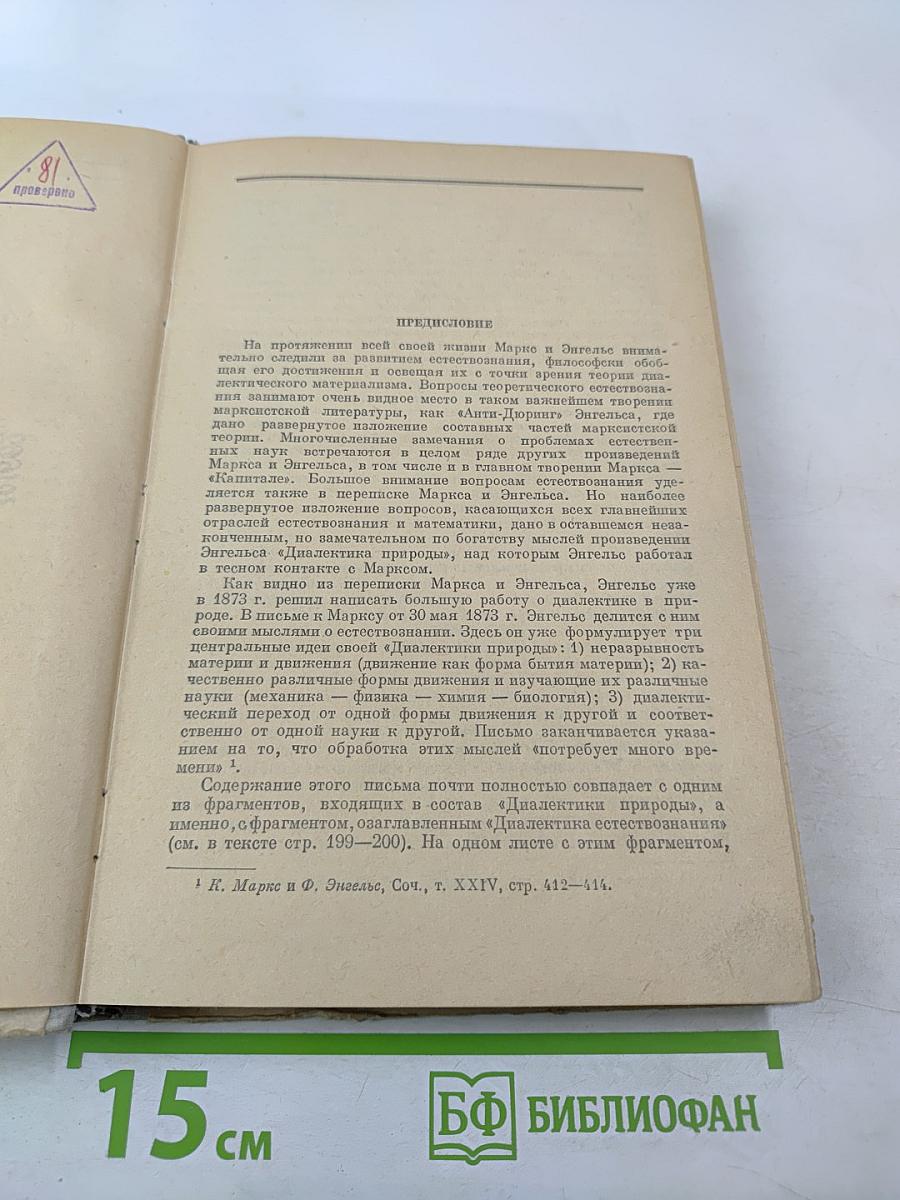 81
проверено
ПРЕДИСЛОВИЕ
На протяжении всей своей жизни Маркс и Энгельс внима-
тельно следили за развитием естествознания, философски обоб-
щая его достижения и освещая их с точки зрения теории диа-
лектического материализма. Вопросы теоретического естествозна-
ния занимают очень видное место в таком важнейшем творении
марксистской литературы, как «Анти-Дюринг» Энгельса, где
дано развернутое изложение составных частей марксистской
теории. Многочисленные замечания о проблемах естествен-
ных наук встречаются в целом ряде других произведений
Маркса и Энгельса, в том числе и в главном творении Маркса —
«Капитале». Большое внимание вопросам естествознания уде-
ляется также в переписке Маркса и Энгельса. Но наиболее
развернутое изложение вопросов, касающихся всех главнейших
отраслей естествознания и математики, дано в оставшемся неза-
конченным, но замечательном по богатству мыслей произведении
Энгельса «Диалектика природы», над которым Энгельс работал
в тесном контакте с Марксом.
Как видно из переписки Маркса и Энгельса, Энгельс уже
в 1873 г. решил написать большую работу о диалектике в при-
роде. В письме к Марксу от 30 мая 1873 г. Энгельс делится с ним
своими мыслями о естествознании. Здесь он уже формулирует три
центральные идеи своей «Диалектики природы»: 1) неразрывность
материи и движения (движение как форма бытия материи); 2) ка-
чественно различные формы движения и изучающие их различные
науки (механика — физика — химия — биология); 3) диалекти-
ческий переход от одной формы движения к другой и соответ-
ственно от одной науки к другой. Письмо заканчивается указа-
нием на то, что обработка этих мыслей «потребует много вре-
мени» ¹.
Содержание этого письма почти полностью совпадает с одним
из фрагментов, входящих в состав «Диалектики природы», а
именно, с фрагментом, озаглавленным «Диалектика естествознания»
(см. в тексте стр. 199—200). На одном листе с этим фрагментом,
¹ К. Маркс и Ф. Энгельс, Соч., т. XXIV, стр. 412—414.
15 см
БФ БИБЛИОФАН